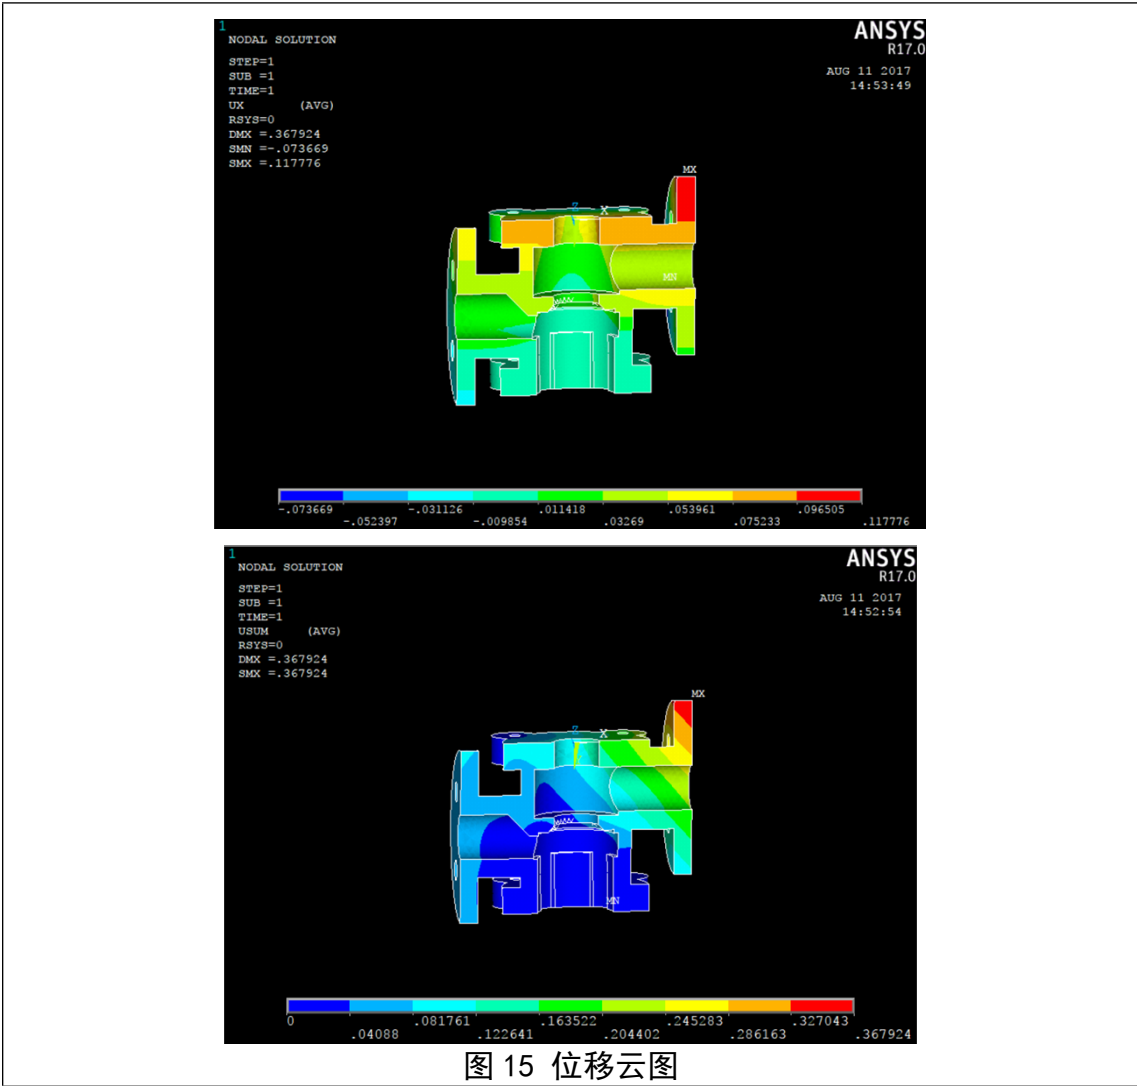 1
NODAL SOLUTION
STEP=1
SUB =1
TIME=1
UX (AVG)
RSYS=0
DMX =.367924
SMN =-.073669
SMX =.117776
ANSYS
R17.0
AUG 11 2017
14:53:49
MX
Z X
MN
-.073669 -.031126 .011418 .053961 .096505
-.052397 -.009854 .03269 .075233 .117776
1
NODAL SOLUTION
STEP=1
SUB =1
TIME=1
USUM (AVG)
RSYS=0
DMX =.367924
SMX =.367924
ANSYS
R17.0
AUG 11 2017
14:52:54
MX
Z X
MN
0 .081761 .163522 .245283 .327043
.04088 .122641 .204402 .286163 .367924
图 15 位移云图